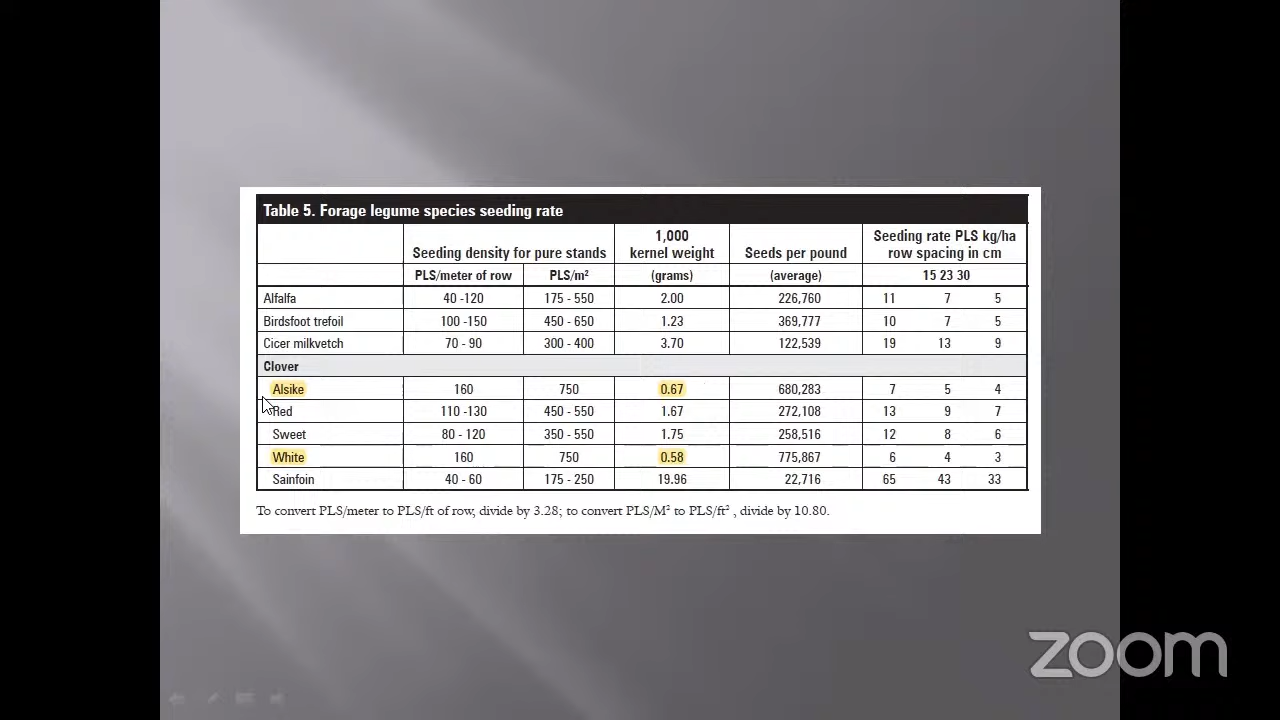 Table 5. Forage legume species seeding rate
Seeding density for pure stands 1,000 kernel weight Seeds per pound Seeding rate PLS kg/ha row spacing in cm
PLS/meter of row PLS/m² (grams) (average) 15 23 30
Alfalfa 40 -120 175 - 550 2.00 226,760 11 7 5
Birdsfoot trefoil 100 -150 450 - 650 1.23 369,777 10 7 5
Cicer milkvetch 70 - 90 300 - 400 3.70 122,539 19 13 9
Clover
Alsike 160 750 0.67 680,283 7 5 4
Red 110 -130 450 - 550 1.67 272,108 13 9 7
Sweet 80 - 120 350 - 550 1.75 258,516 12 8 6
White 160 750 0.58 775,867 6 4 3
Sainfoin 40 - 60 175 - 250 19.96 22,716 65 43 33
To convert PLS/meter to PLS/ft of row, divide by 3.28; to convert PLS/M² to PLS/ft² , divide by 10.80.
zoom